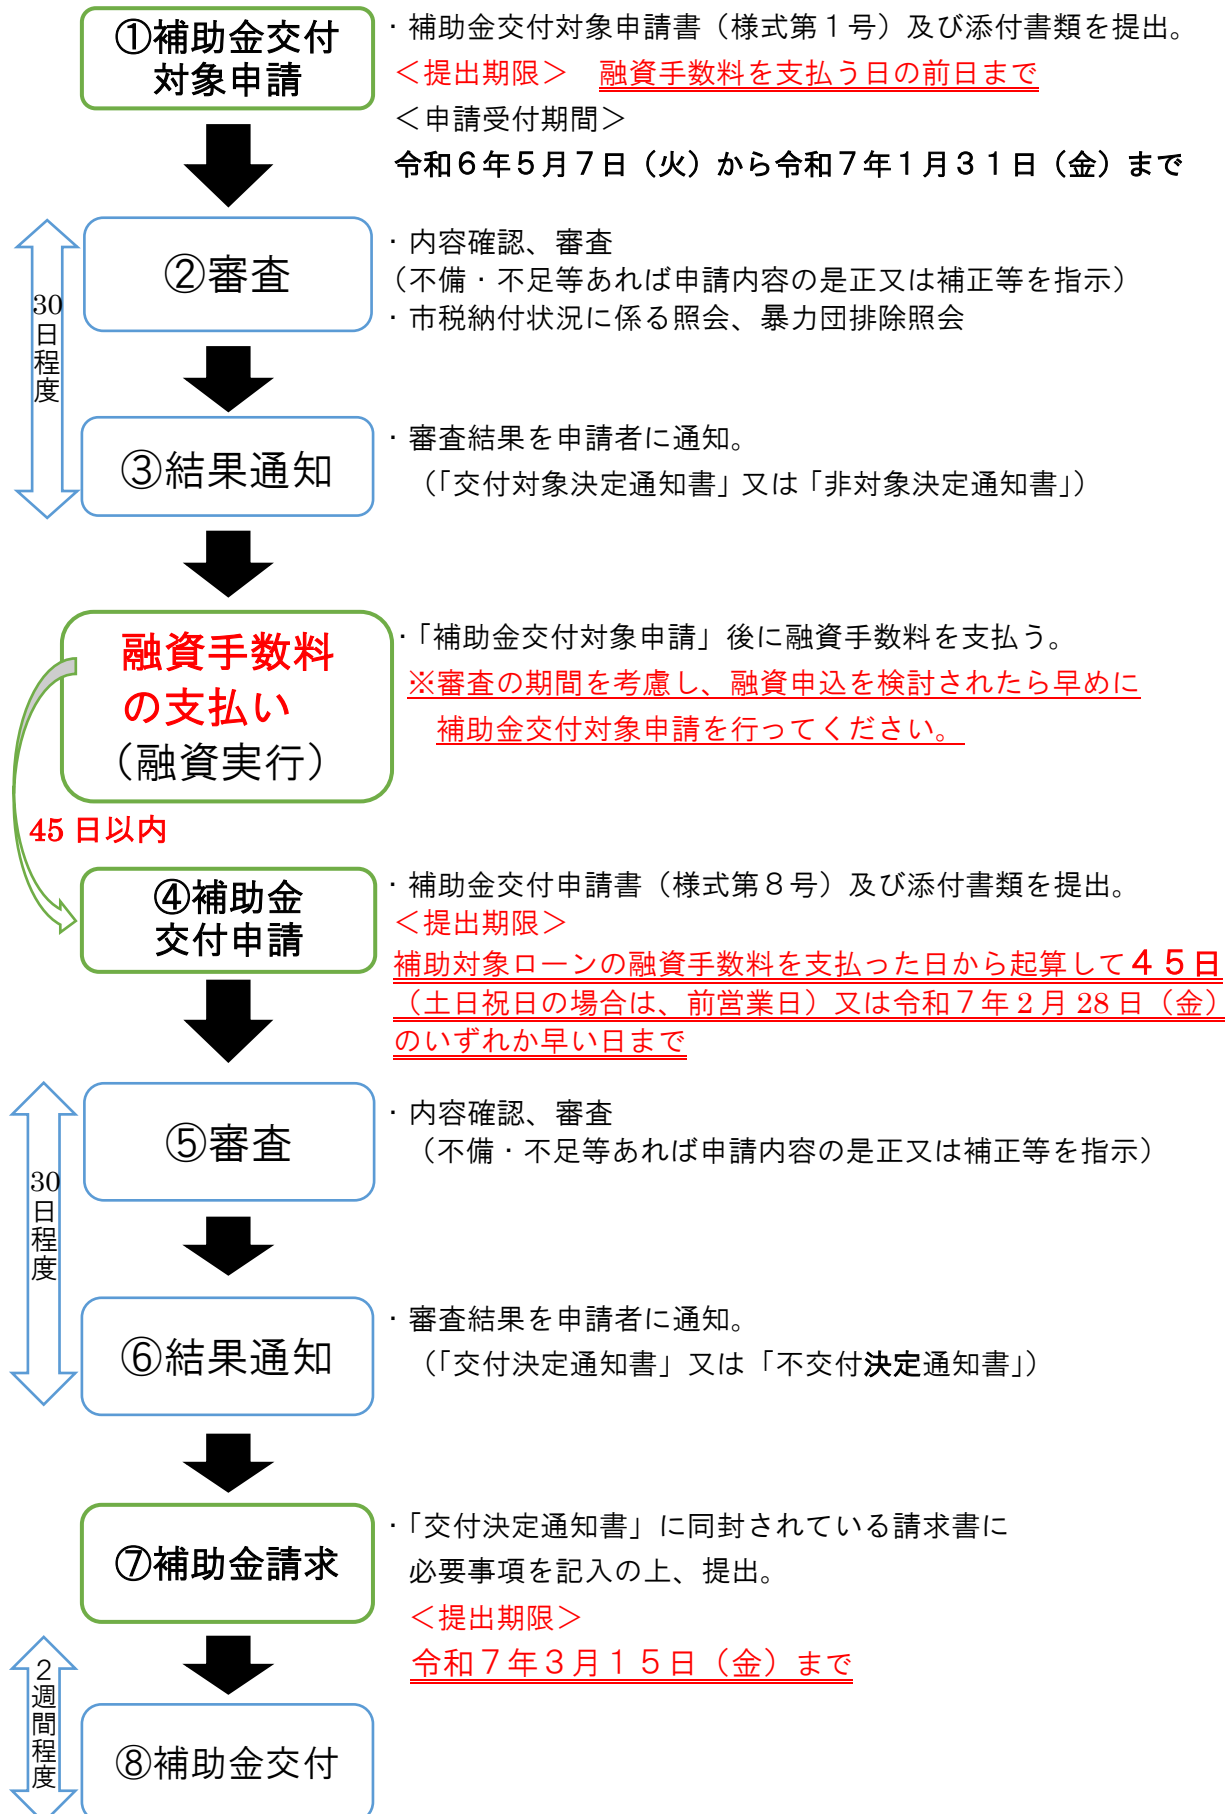 ①補助金交付
対象申請
・補助金交付対象申請書（様式第１号）及び添付書類を提出。
＜提出期限＞　融資手数料を支払う日の前日まで
＜申請受付期間＞
令和６年５月７日（火）から令和７年１月３１日（金）まで
30日程度
②審査
・内容確認、審査
（不備・不足等あれば申請内容の是正又は補正等を指示）
・市税納付状況に係る照会、暴力団排除照会
③結果通知
・審査結果を申請者に通知。
（「交付対象決定通知書」又は「非対象決定通知書」）
融資手数料
の支払い
（融資実行）
・「補助金交付対象申請」後に融資手数料を支払う。
※審査の期間を考慮し、融資申込を検討されたら早めに
補助金交付対象申請を行ってください。
45日以内
④補助金
交付申請
・補助金交付申請書（様式第８号）及び添付書類を提出。
＜提出期限＞
補助対象ローンの融資手数料を支払った日から起算して４５日
（土日祝日の場合は、前営業日）又は令和７年２月28日（金）
のいずれか早い日まで
30日程度
⑤審査
・内容確認、審査
（不備・不足等あれば申請内容の是正又は補正等を指示）
⑥結果通知
・審査結果を申請者に通知。
（「交付決定通知書」又は「不交付決定通知書」）
⑦補助金請求
・「交付決定通知書」に同封されている請求書に
必要事項を記入の上、提出。
＜提出期限＞
令和７年３月１５日（金）まで
２週間程度
⑧補助金交付